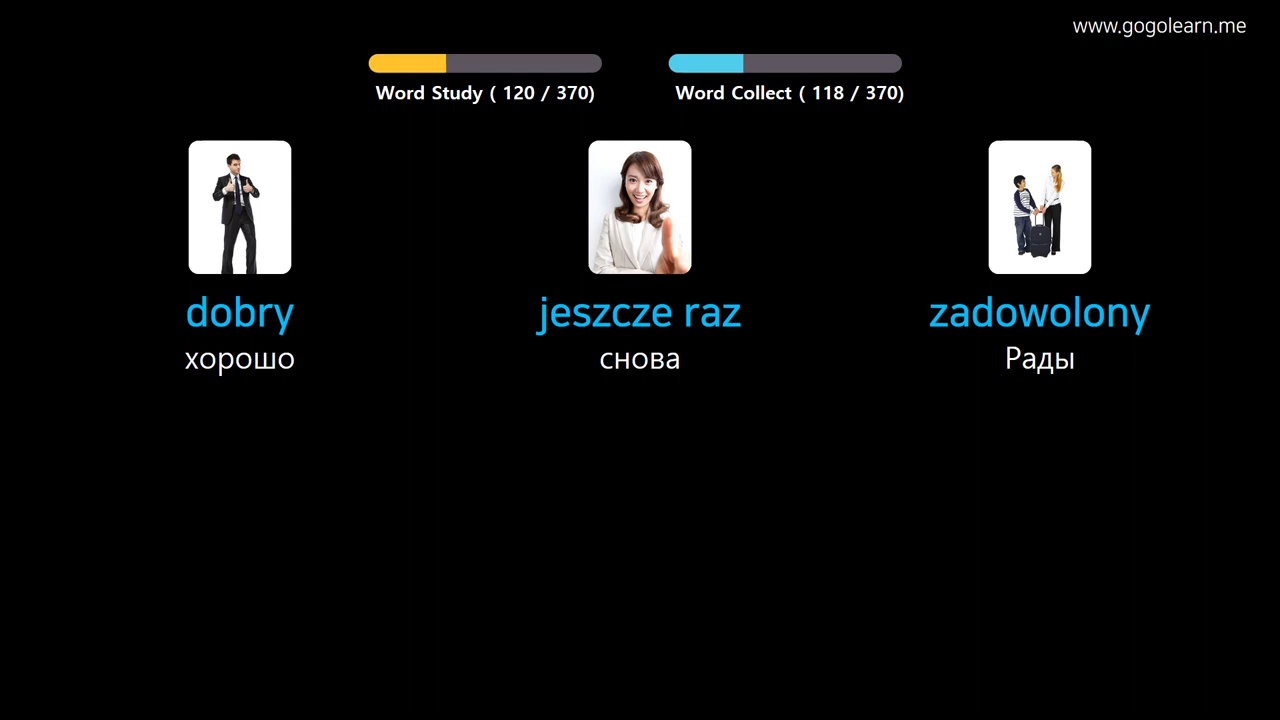 www.gogolearn.me
Word Study ( 120 / 370)
Word Collect ( 118 / 370)
dobry
хорошо
jeszcze raz
снова
zadowolony
Рады